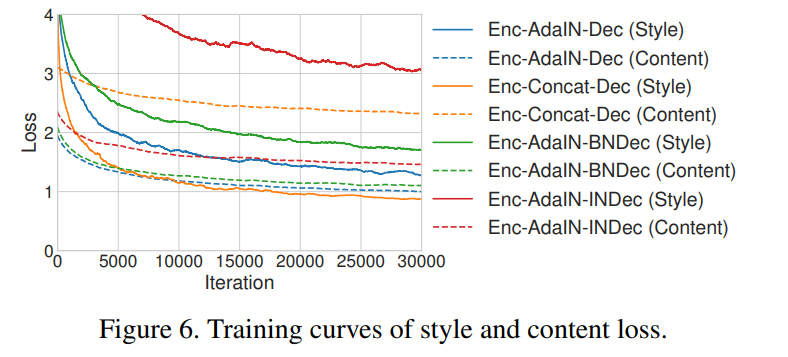 4
3
2
1
0
Loss
0 5000 10000 15000 20000 25000 30000
Iteration
Enc-AdaIN-Dec (Style)
Enc-AdaIN-Dec (Content)
Enc-Concat-Dec (Style)
Enc-Concat-Dec (Content)
Enc-AdaIN-BNDec (Style)
Enc-AdaIN-BNDec (Content)
Enc-AdaIN-INDec (Style)
Enc-AdaIN-INDec (Content)
Figure 6. Training curves of style and content loss.